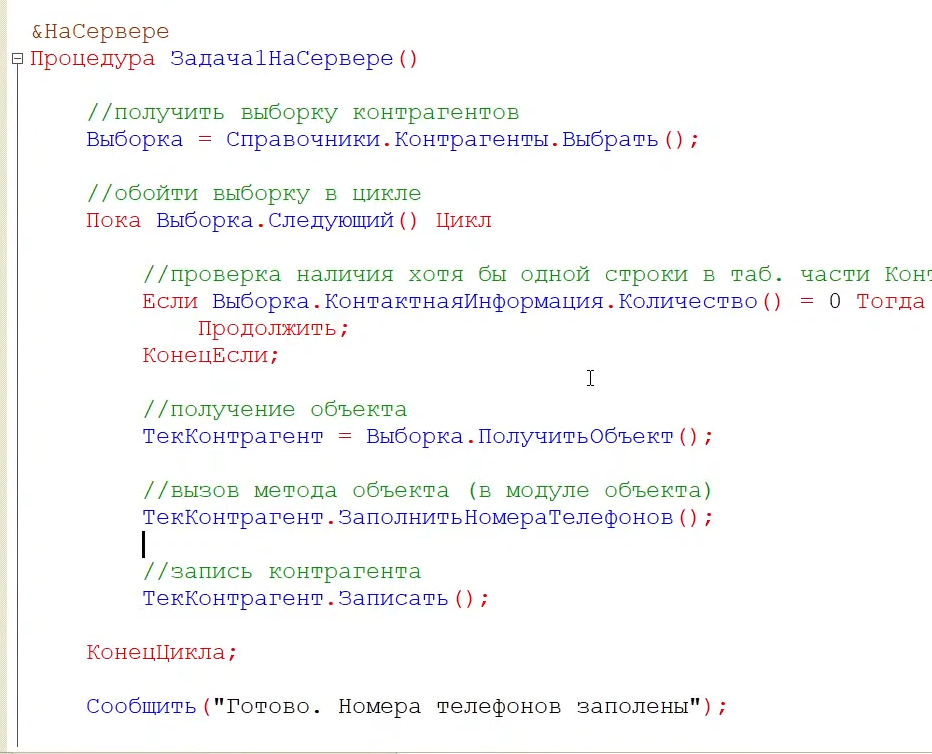 &НаСервере
Процедура Задача1НаСервере()
//получить выборку контрагентов
Выборка = Справочники.Контрагенты.Выбрать();
//обойти выборку в цикле
Пока Выборка.Следующий() Цикл
//проверка наличия хотя бы одной строки в таб. части Конт
Если Выборка.КонтактнаяИнформация.Количество() = 0 Тогда
Продолжить;
КонецЕсли;
//получение объекта
ТекКонтрагент = Выборка.ПолучитьОбъект();
//вызов метода объекта (в модуле объекта)
ТекКонтрагент.ЗаполнитьНомераТелефонов();
//запись контрагента
ТекКонтрагент.Записать();
КонецЦикла;
Сообщить("Готово. Номера телефонов заполены");